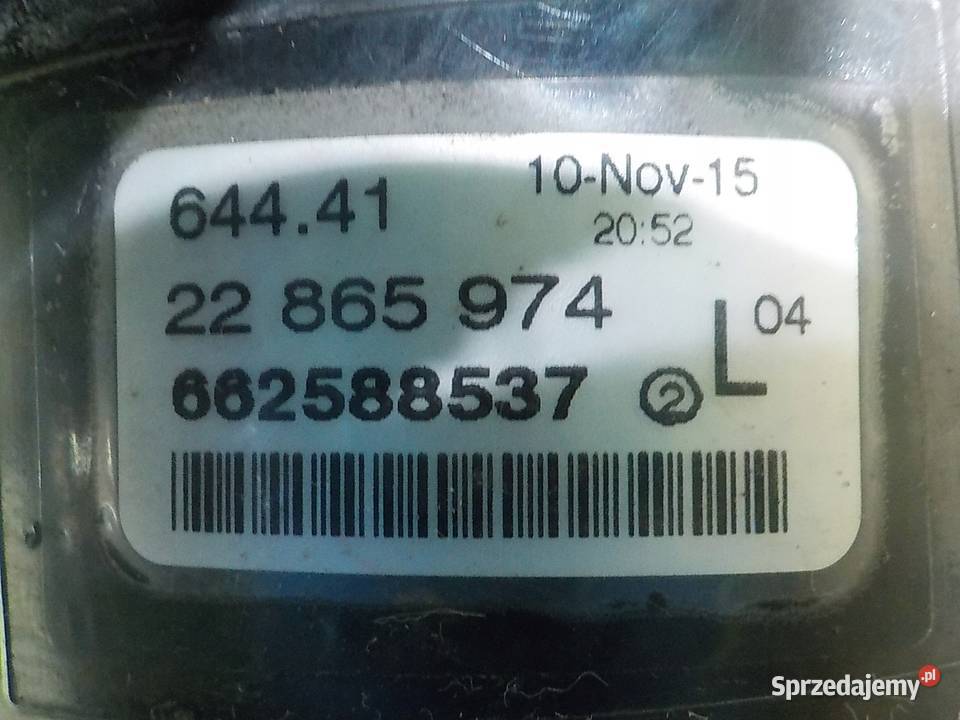 644.41
10-Nov-15
20:52
22 865 974
L 04
662588537 ②
Sprzedajemy.pl